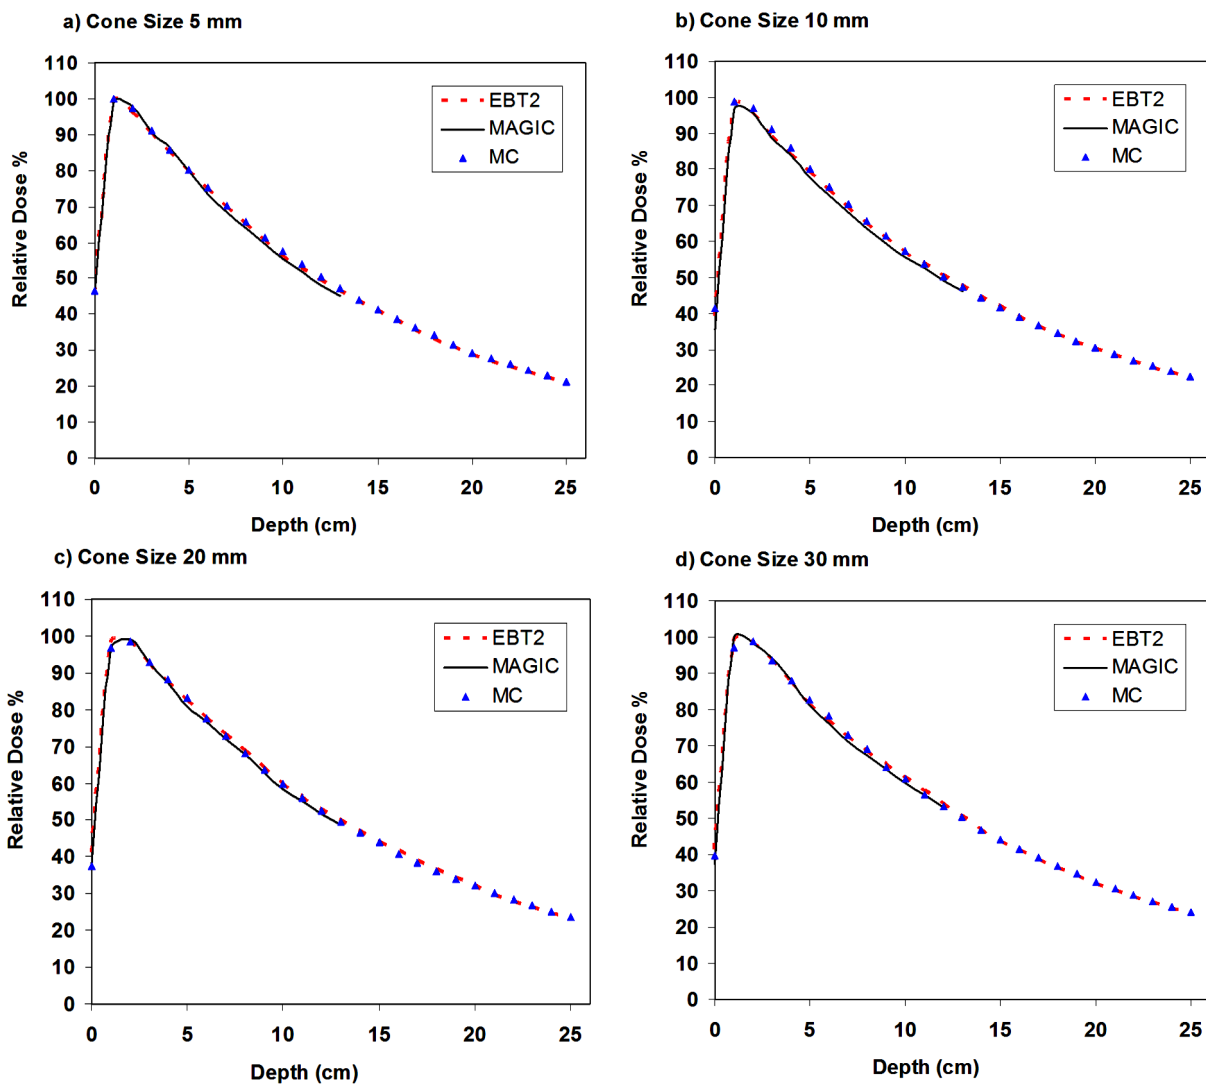 a) Cone Size 5 mm
110
100
90
80
70
60
50
40
30
20
10
0
Relative Dose %
EBT2
MAGIC
MC
0 5 10 15 20 25
Depth (cm)
b) Cone Size 10 mm
110
100
90
80
70
60
50
40
30
20
10
0
Relative Dose %
EBT2
MAGIC
MC
0 5 10 15 20 25
Depth (cm)
c) Cone Size 20 mm
110
100
90
80
70
60
50
40
30
20
10
0
Relative Dose %
EBT2
MAGIC
MC
0 5 10 15 20 25
Depth (cm)
d) Cone Size 30 mm
110
100
90
80
70
60
50
40
30
20
10
0
Relative Dose %
EBT2
MAGIC
MC
0 5 10 15 20 25
Depth (cm)